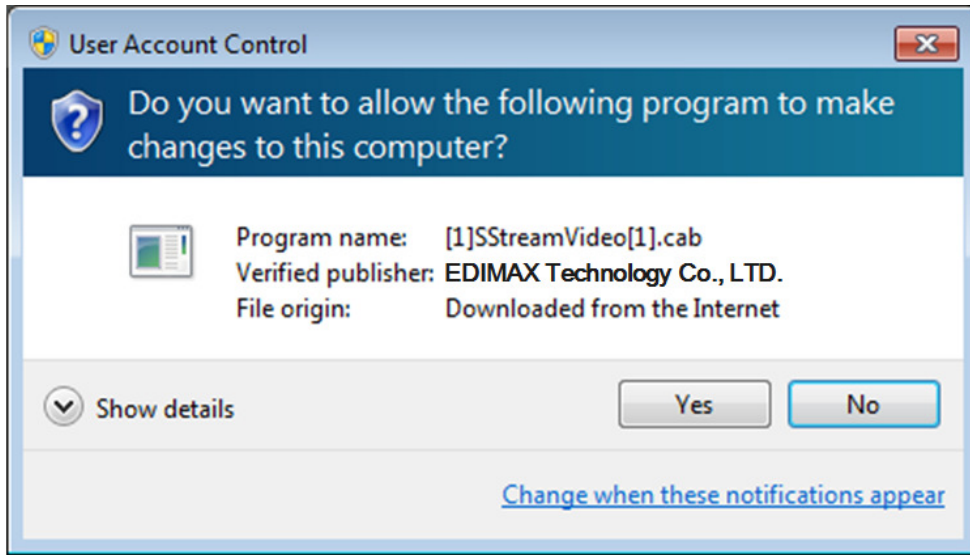 User Account Control
Do you want to allow the following program to make
changes to this computer?
Program name: [1]SStreamVideo[1].cab
Verified publisher: EDIMAX Technology Co., LTD.
File origin: Downloaded from the Internet
Show details
Yes
No
Change when these notifications appear